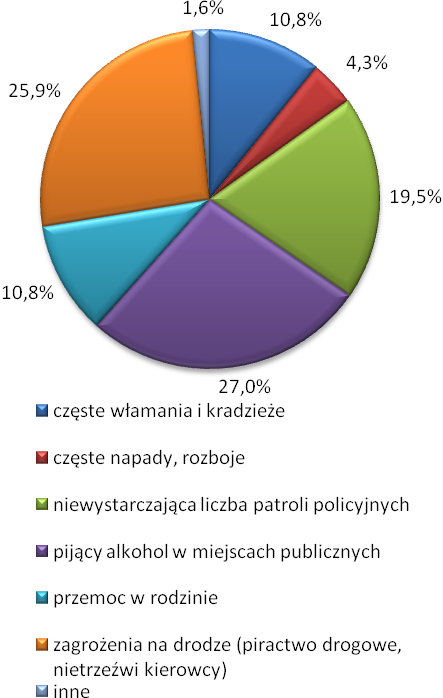 1,6%
10,8%
4,3%
25,9%
19,5%
10,8%
27,0%
częste włamania i kradzieże
częste napady, rozboje
niewystarczająca liczba patroli policyjnych
pijący alkohol w miejscach publicznych
przemoc w rodzinie
zagrożenia na drodze (piractwo drogowe,
nietrzeźwi kierowcy)
inne